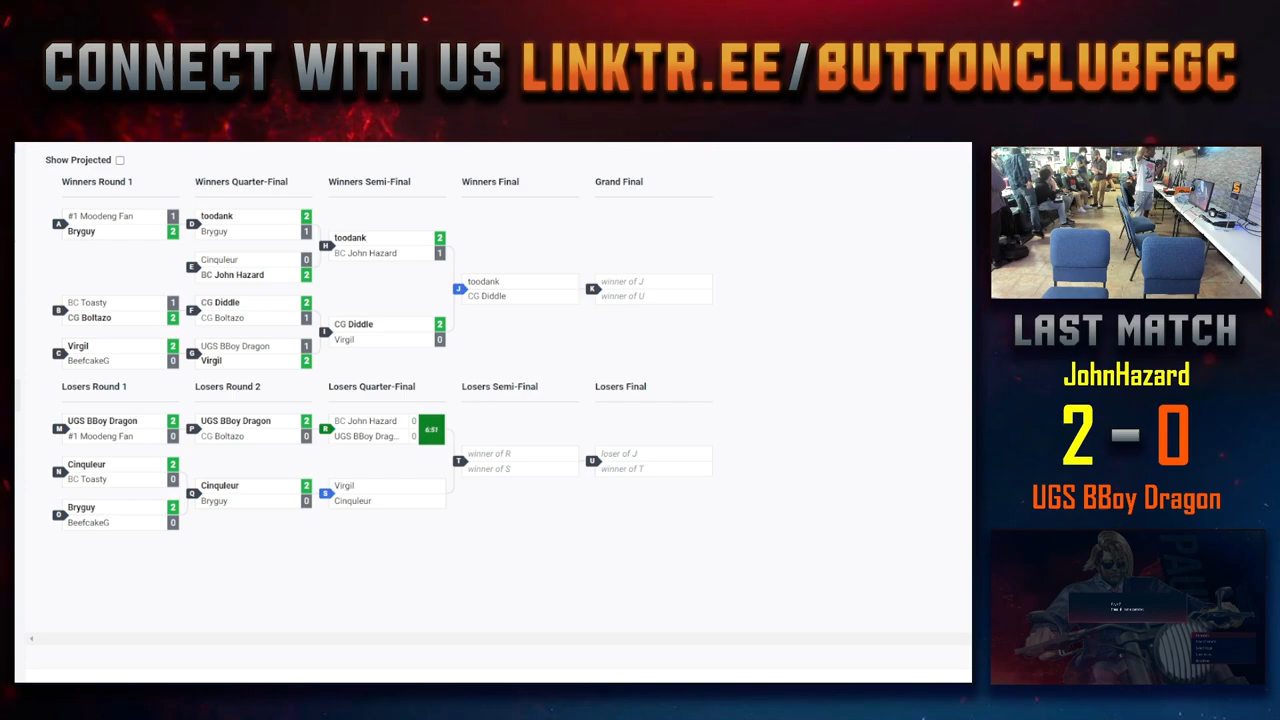 CONNECT WITH US LINKTR.EE/BUTTONCLUBFGC
Show Projected
Winners Round 1
Winners Quarter-Final
Winners Semi-Final
Winners Final
Grand Final
A
#1 Moodeng Fan 1
Bryguy 2
B
BC Toasty 1
CG Boltazo 2
C
Virgil 2
BeefcakeG 0
D
toodank 2
Bryguy 1
E
Cinquleur 0
BC John Hazard 2
F
CG Diddle 2
CG Boltazo 1
G
UGS BBoy Dragon 1
Virgil 2
H
toodank 2
BC John Hazard 1
I
CG Diddle 2
Virgil 0
J
toodank
CG Diddle
K
winner of J
winner of U
Losers Round 1
Losers Round 2
Losers Quarter-Final
Losers Semi-Final
Losers Final
M
UGS BBoy Dragon 2
#1 Moodeng Fan 0
N
Cinquleur 2
BC Toasty 0
O
Bryguy 2
BeefcakeG 0
P
UGS BBoy Dragon 2
CG Boltazo 0
Q
Cinquleur 2
Bryguy 0
R
BC John Hazard 0
UGS BBoy Drag... 0
6:51
S
Virgil
Cinquleur
T
winner of R
winner of S
U
loser of J
winner of T
LAST MATCH
JohnHazard
2 - 0
UGS BBoy Dragon
PAUL